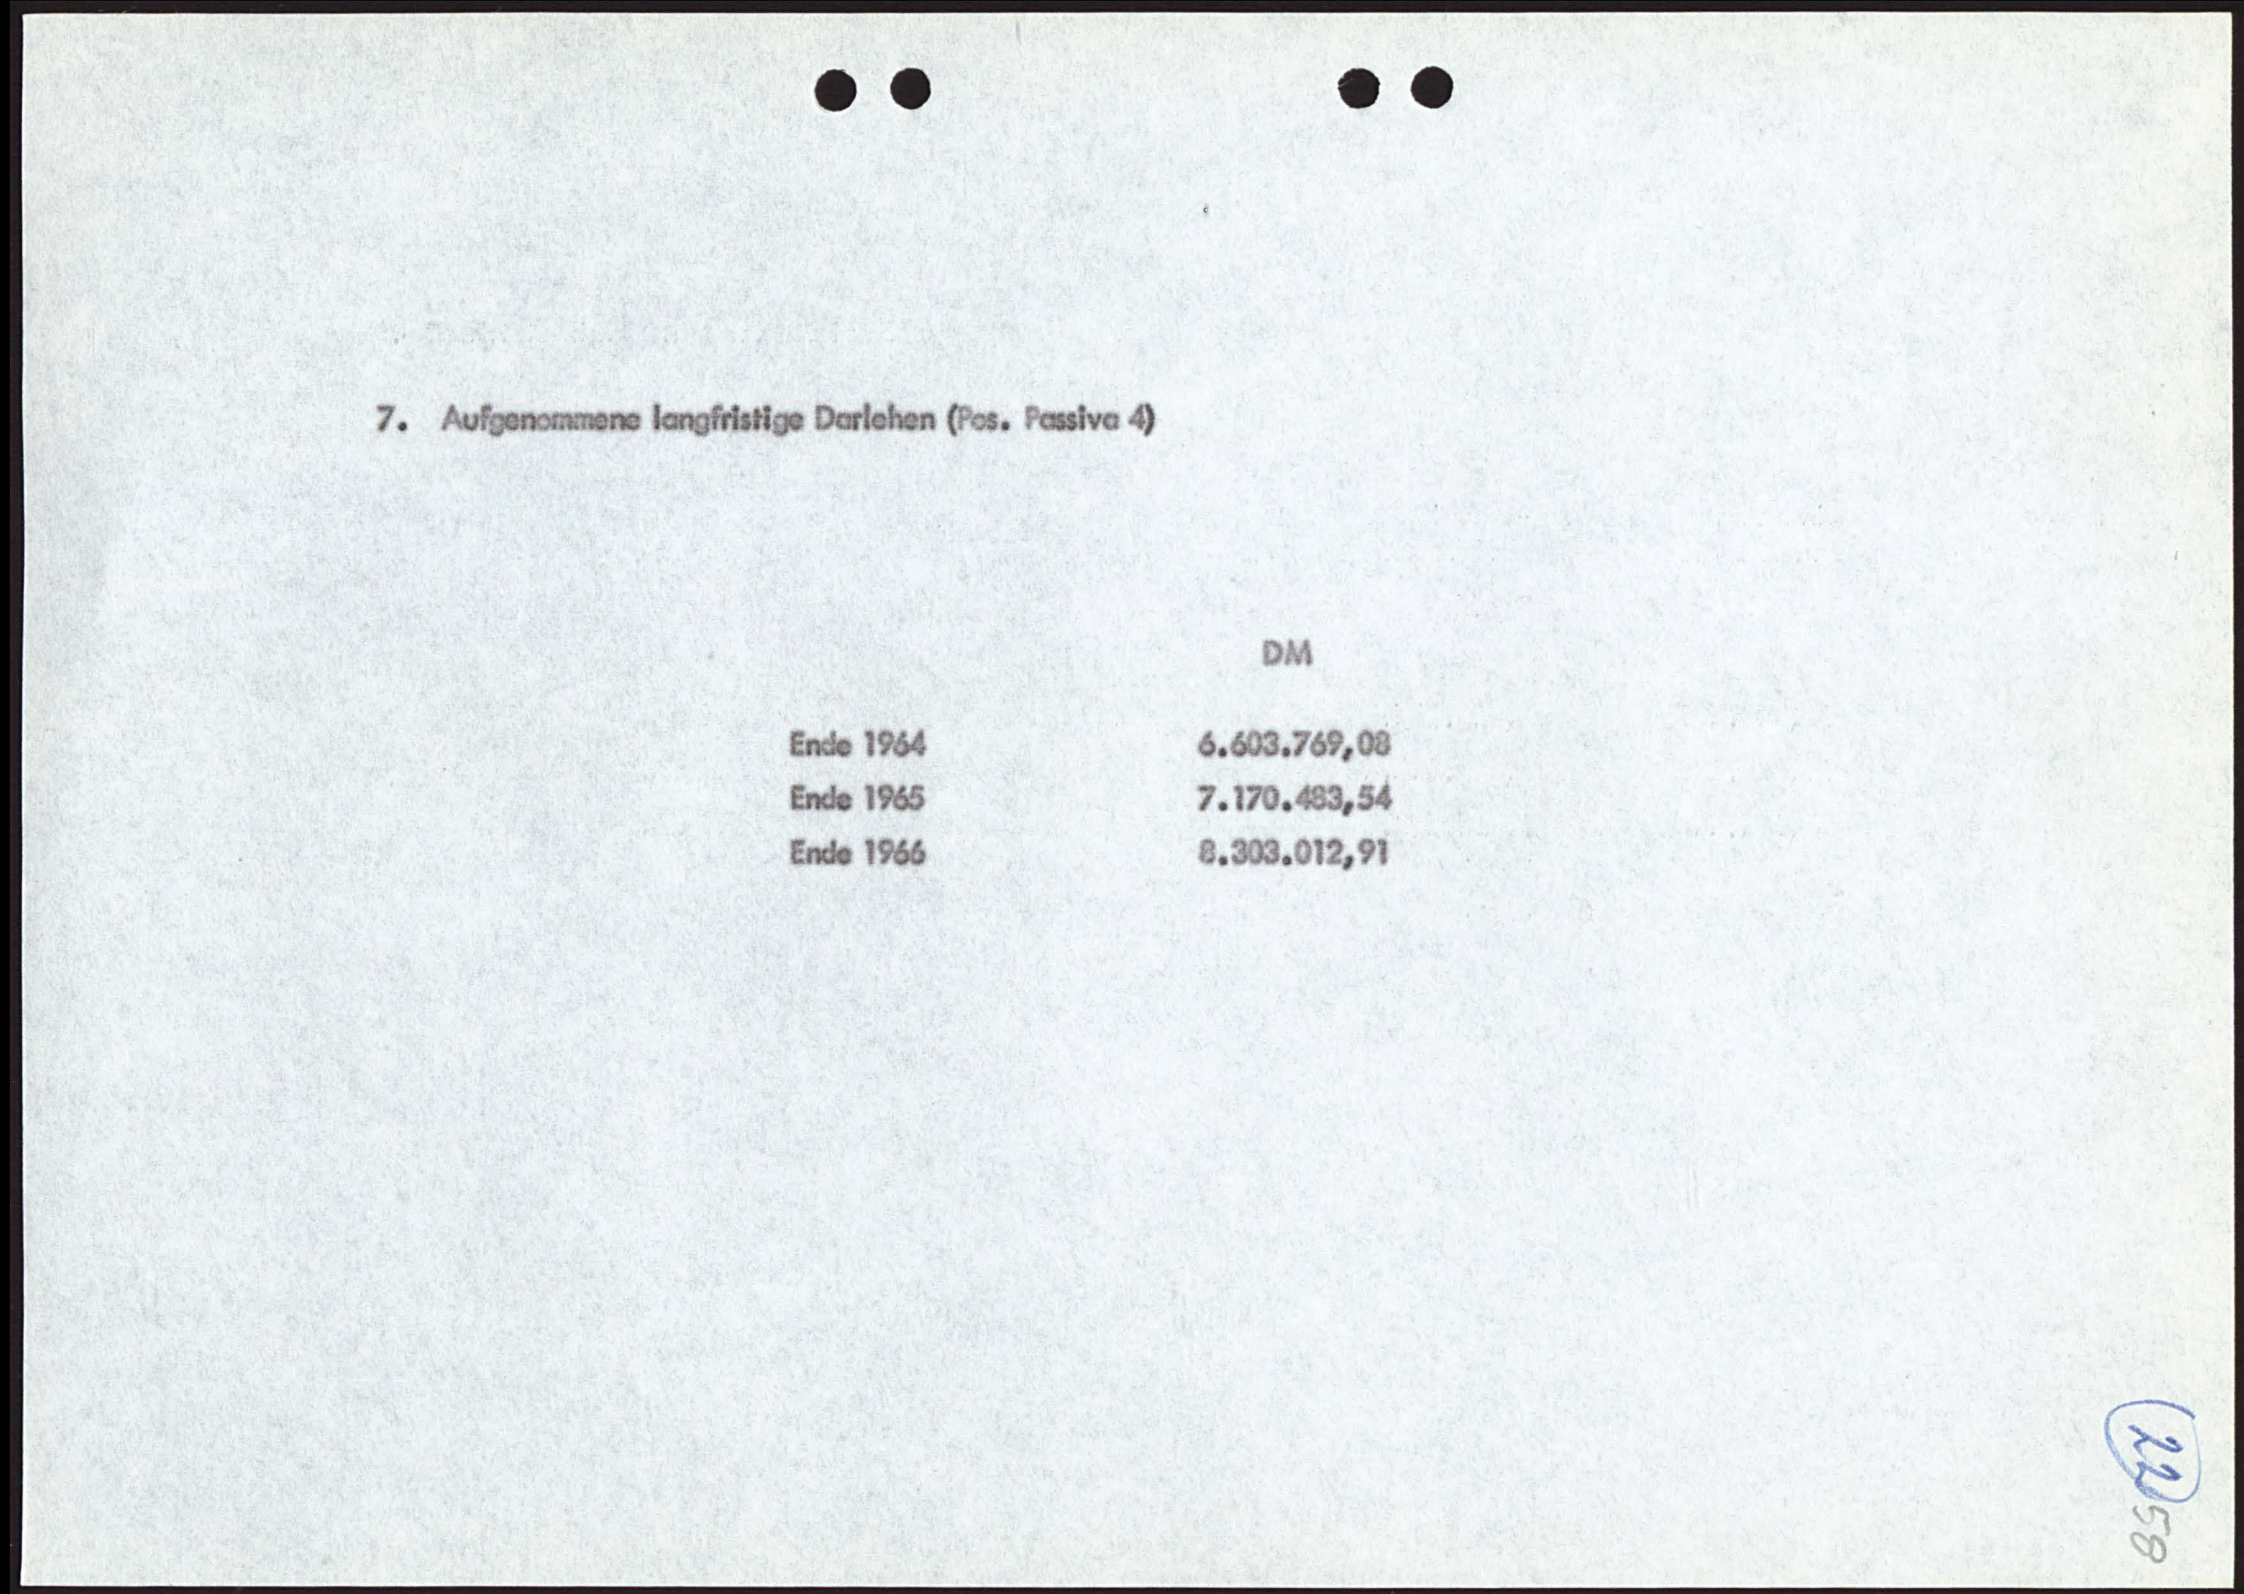 7. Aufgenommene langfristige Darlehen (Pos. Passiva 4)
DM
Ende 1964 6.603.769,08
Ende 1965 7.170.483,54
Ende 1966 8.303.012,91
22
58